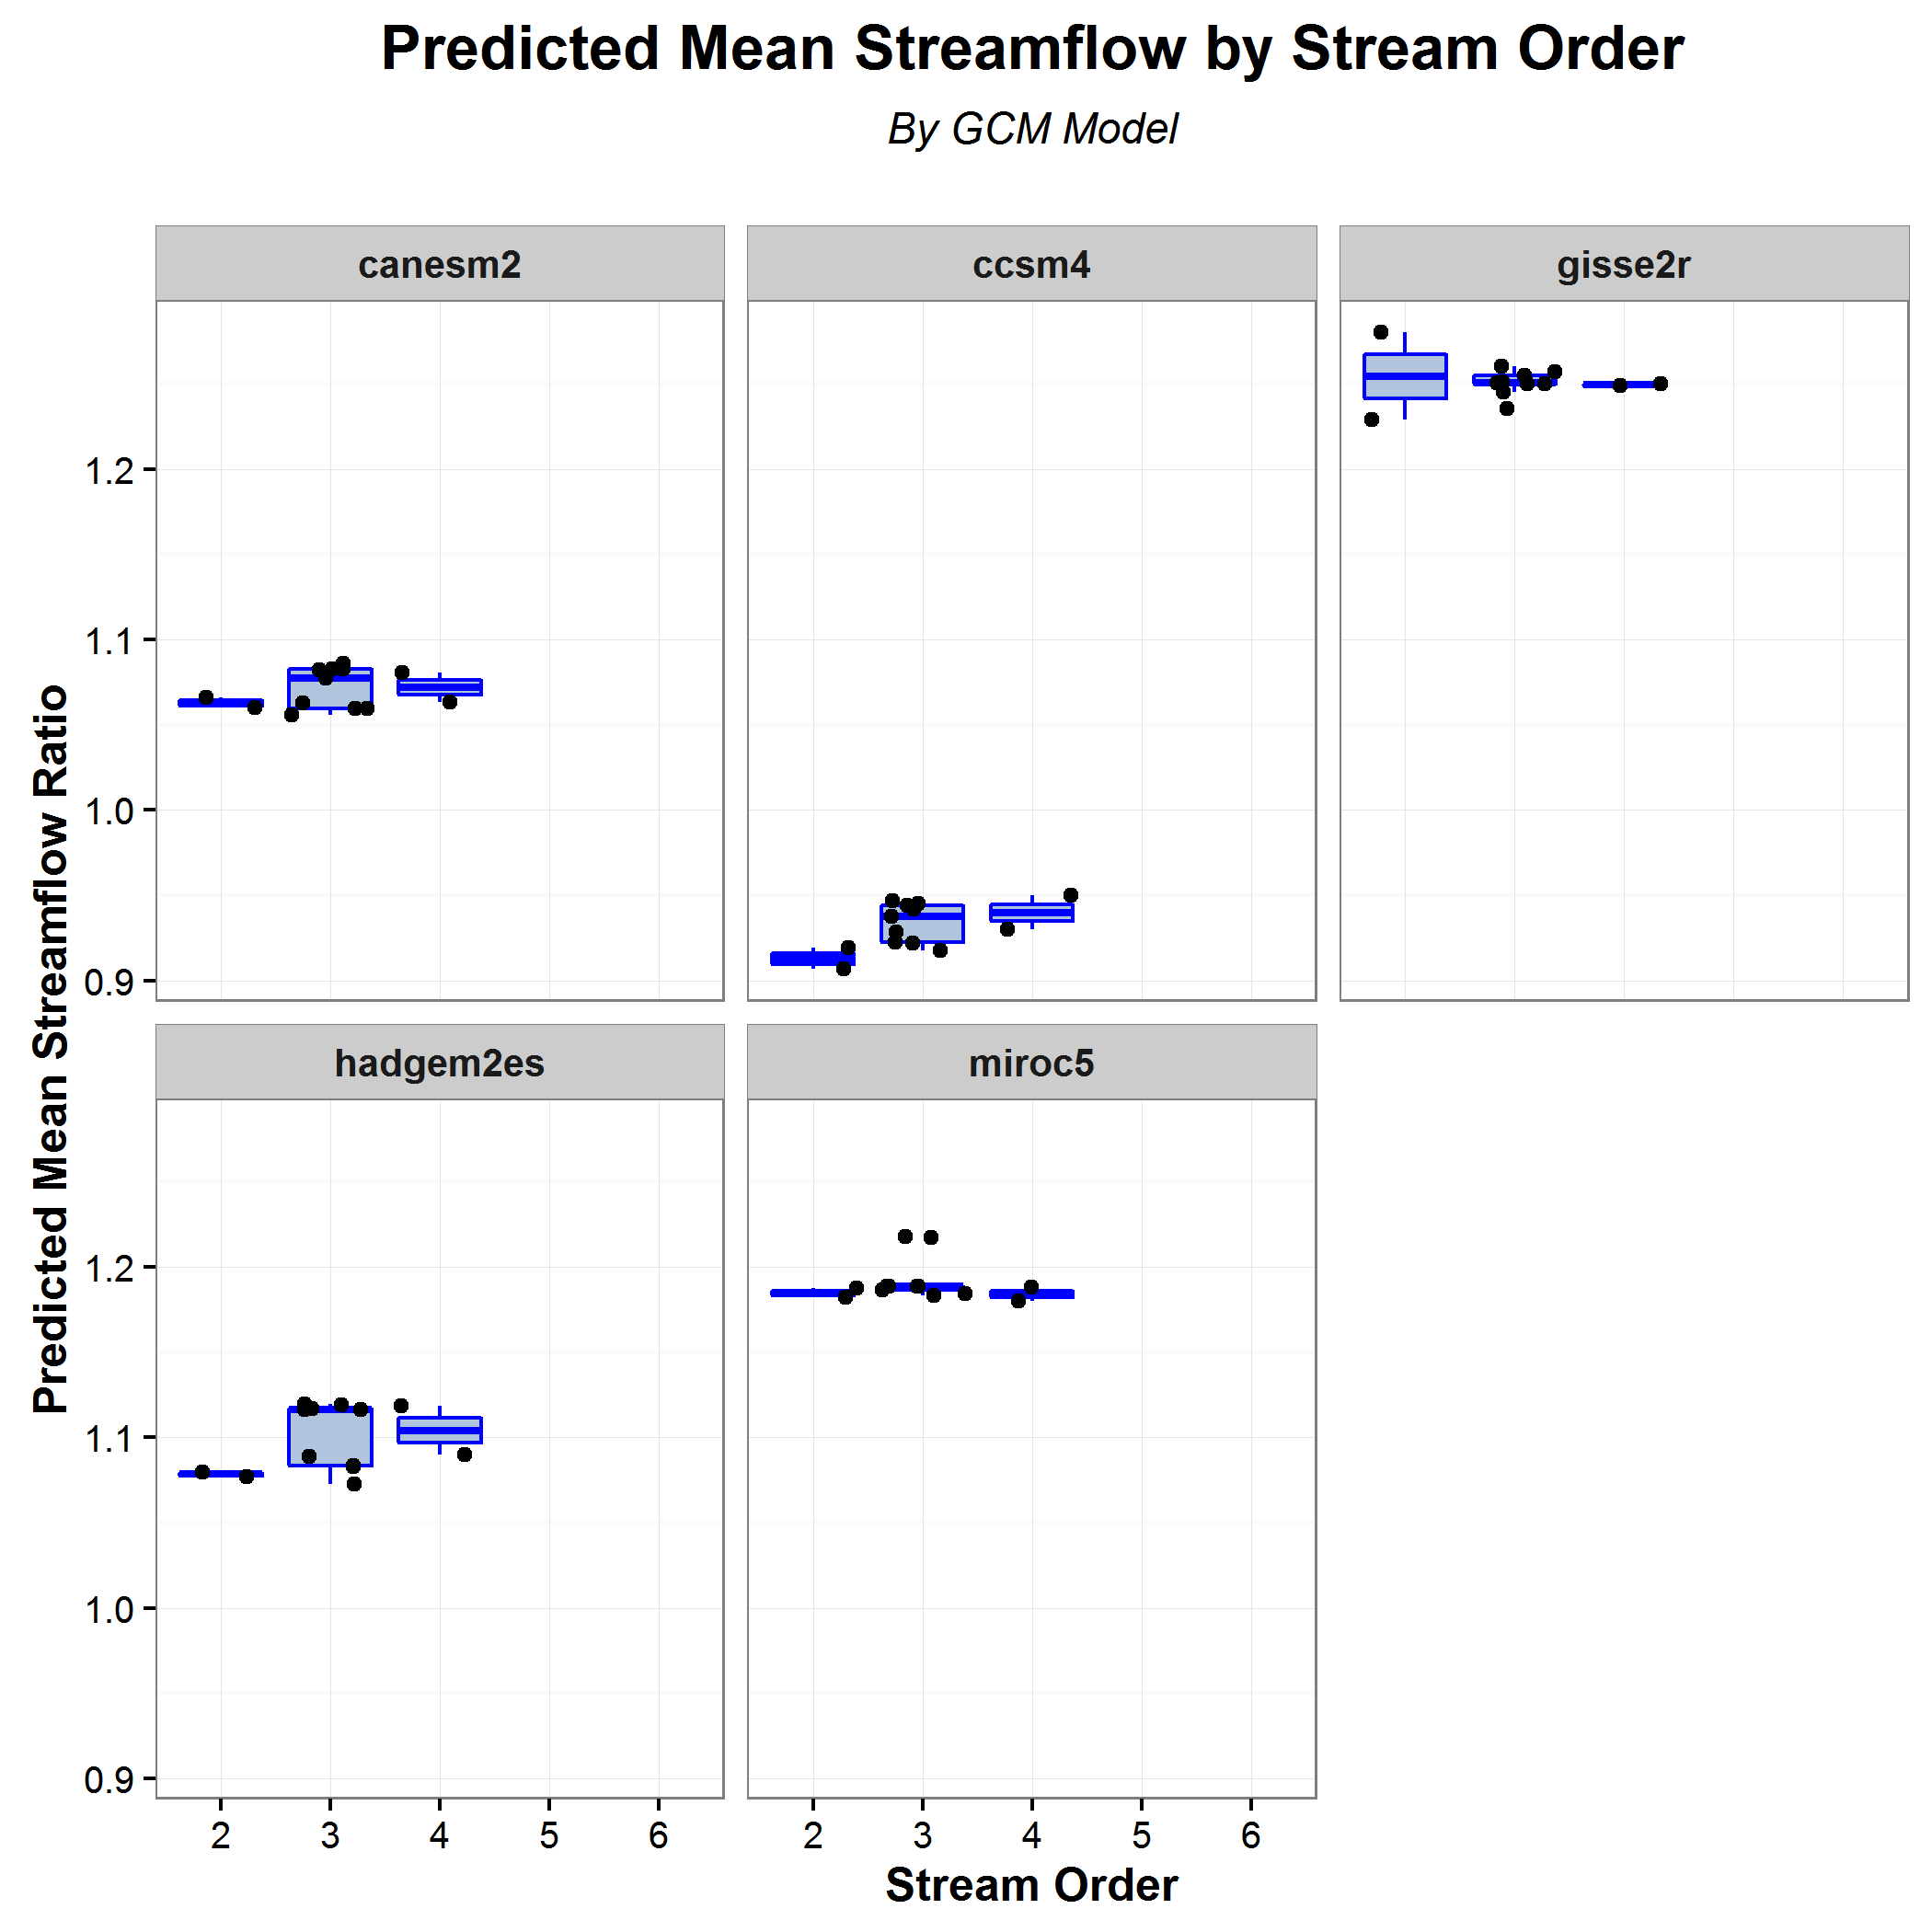 Predicted Mean Streamflow by Stream Order
By GCM Model
canesm2
ccsm4
gisse2r
1.2
1.1
1.0
0.9
Predicted Mean Streamflow Ratio
hadgem2es
miroc5
1.2
1.1
1.0
0.9
2 3 4 5 6
2 3 4 5 6
Stream Order